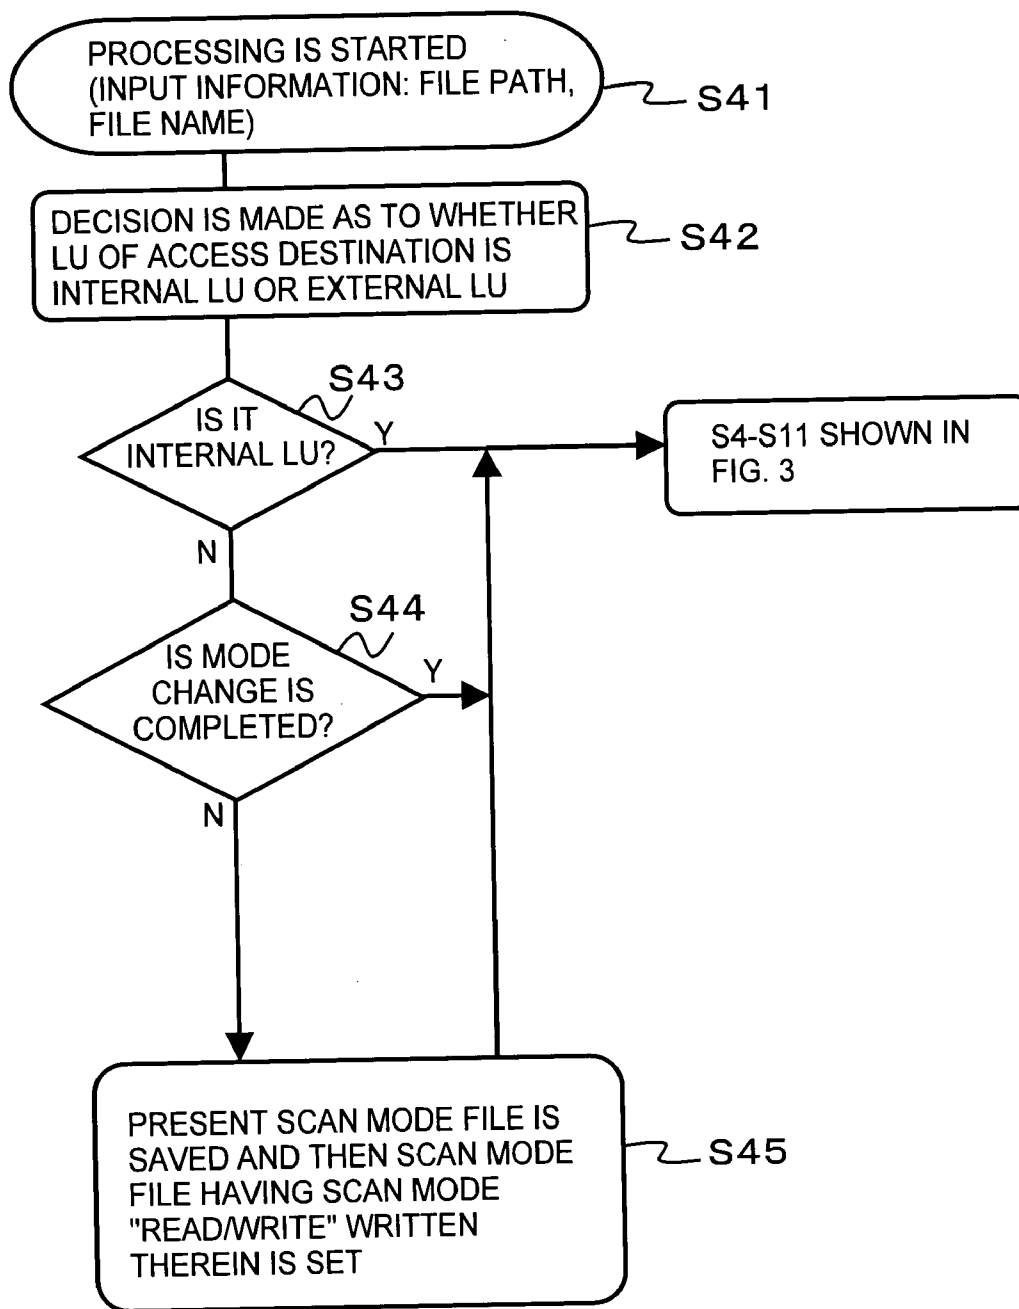 PROCESSING IS STARTED
(INPUT INFORMATION: FILE PATH,
FILE NAME)
S41
DECISION IS MADE AS TO WHETHER
LU OF ACCESS DESTINATION IS
INTERNAL LU OR EXTERNAL LU
S42
S43
IS IT
INTERNAL LU?
Y
N
S4-S11 SHOWN IN
FIG. 3
S44
IS MODE
CHANGE IS
COMPLETED?
Y
N
PRESENT SCAN MODE FILE IS
SAVED AND THEN SCAN MODE
FILE HAVING SCAN MODE
"READ/WRITE" WRITTEN
THEREIN IS SET
S45